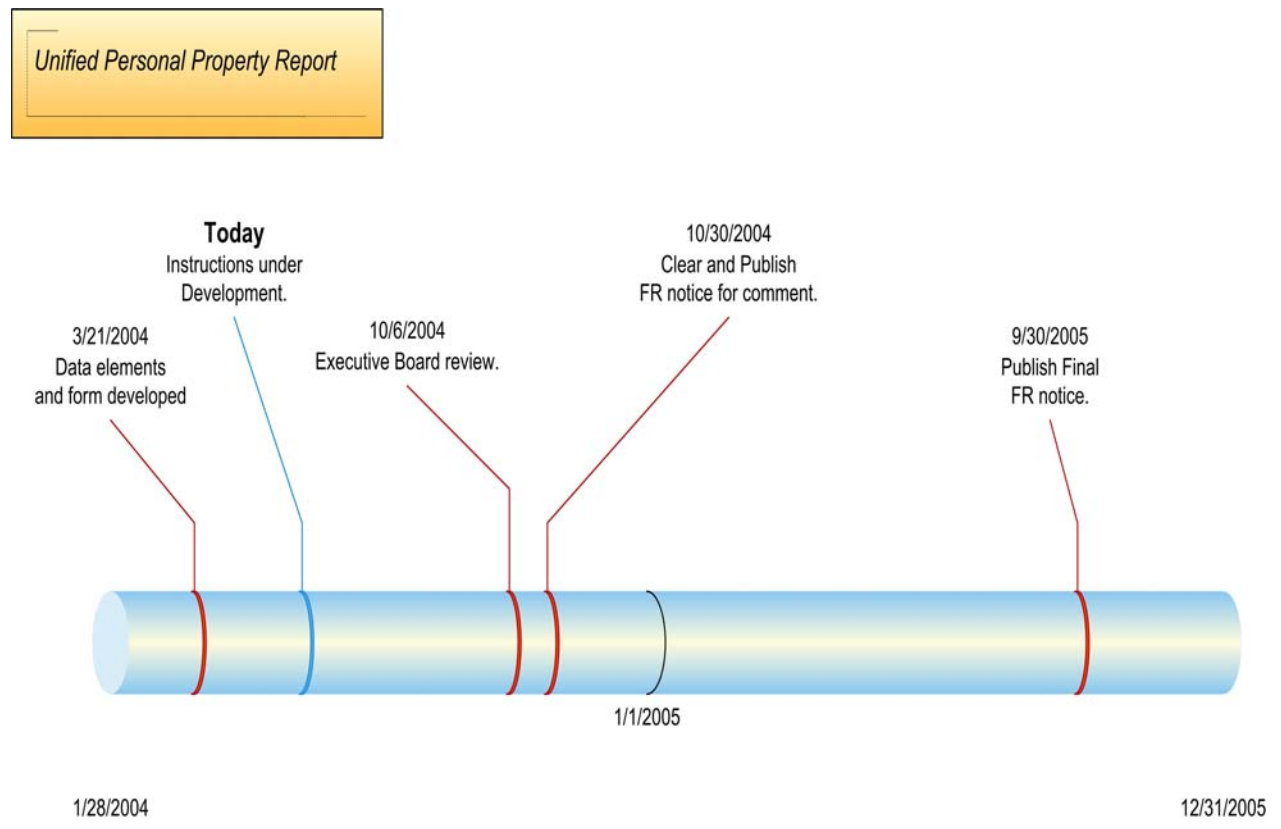 Unified Personal Property Report
Today
Instructions under
Development.
3/21/2004
Data elements
and form developed
10/6/2004
Executive Board review.
10/30/2004
Clear and Publish
FR notice for comment.
9/30/2005
Publish Final
FR notice.
1/1/2005
1/28/2004
12/31/2005